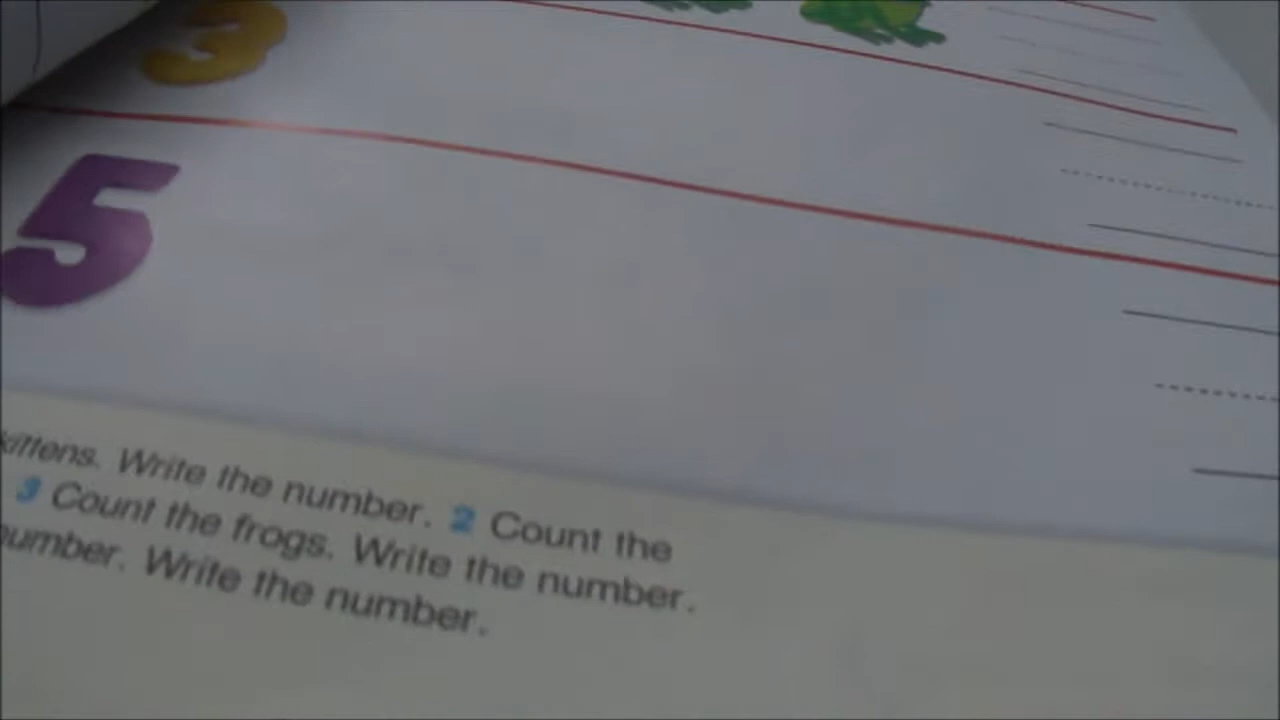 3
5
kittens. Write the number. 2 Count the
3 Count the frogs. Write the number.
number. Write the number.